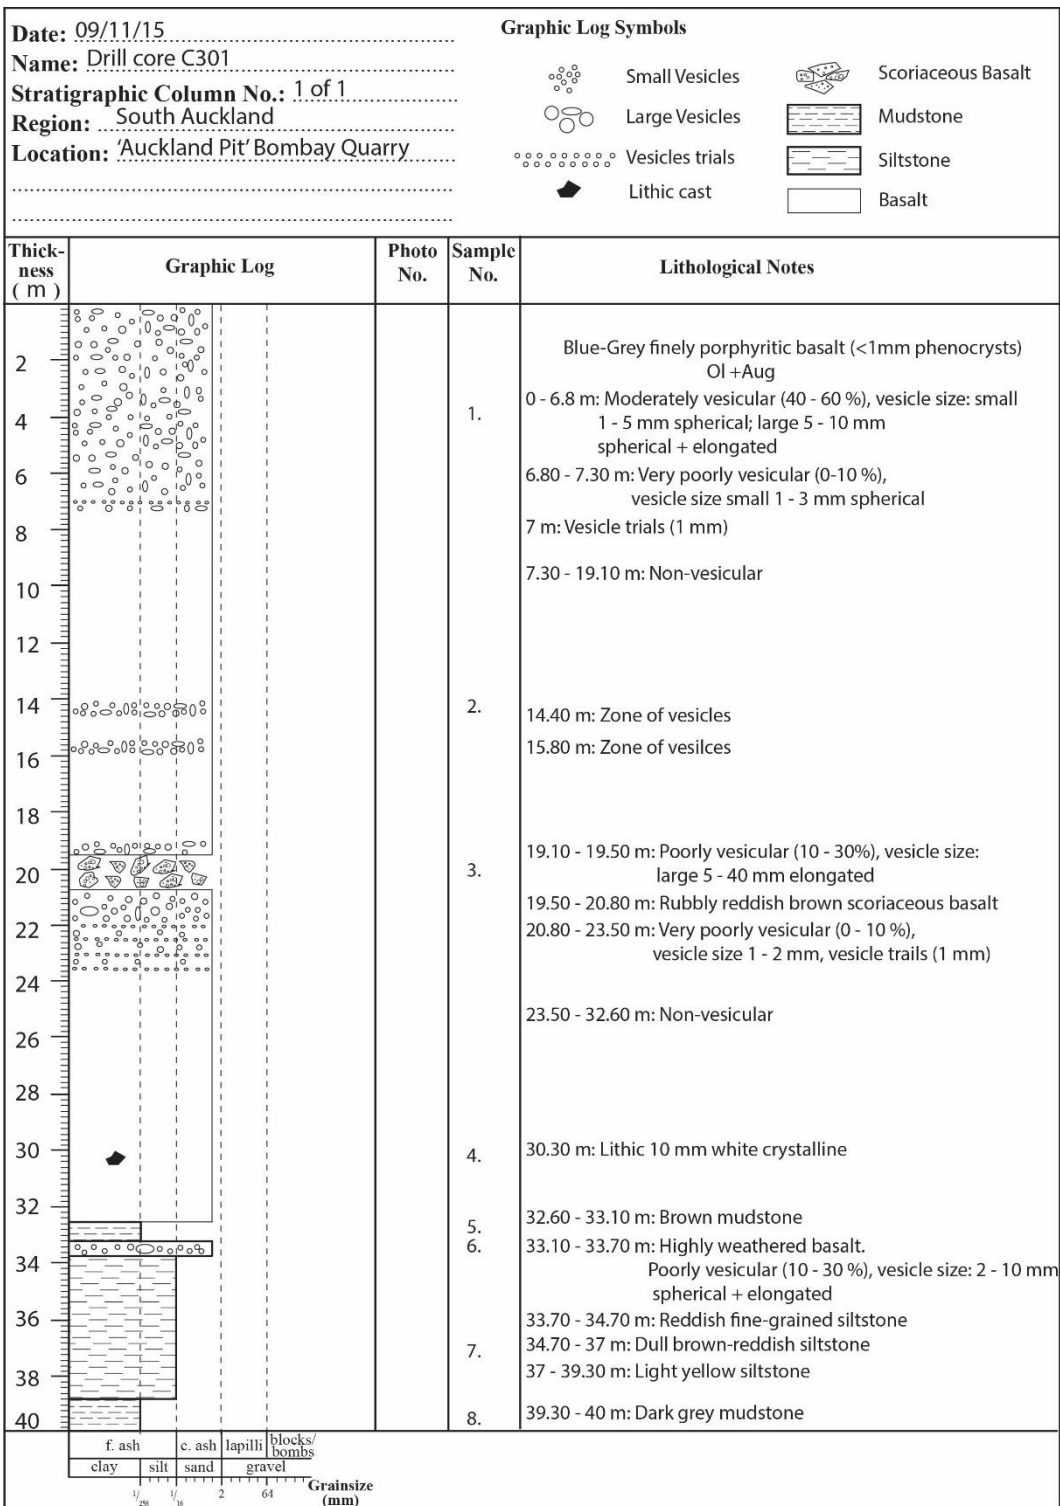 Date: 09/11/15
Name: Drill core C301
Stratigraphic Column No.: 1 of 1
Region: South Auckland
Location: 'Auckland Pit' Bombay Quarry
Graphic Log Symbols
Small Vesicles
Large Vesicles
Vesicles trials
Lithic cast
Scoriaceous Basalt
Mudstone
Siltstone
Basalt
Thick-
ness
( m )
Graphic Log
Photo
No.
Sample
No.
Lithological Notes
2
4
6
8
10
12
14
16
18
20
22
24
26
28
30
32
34
36
38
40
1.
2.
3.
4.
5.
6.
7.
8.
Blue-Grey finely porphyritic basalt (<1mm phenocrysts)
Ol +Aug
0 - 6.8 m: Moderately vesicular (40 - 60 %), vesicle size: small
1 - 5 mm spherical; large 5 - 10 mm
spherical + elongated
6.80 - 7.30 m: Very poorly vesicular (0-10 %),
vesicle size small 1 - 3 mm spherical
7 m: Vesicle trials (1 mm)
7.30 - 19.10 m: Non-vesicular
14.40 m: Zone of vesicles
15.80 m: Zone of vesilces
19.10 - 19.50 m: Poorly vesicular (10 - 30%), vesicle size:
large 5 - 40 mm elongated
19.50 - 20.80 m: Rubbly reddish brown scoriaceous basalt
20.80 - 23.50 m: Very poorly vesicular (0 - 10 %),
vesicle size 1 - 2 mm, vesicle trails (1 mm)
23.50 - 32.60 m: Non-vesicular
30.30 m: Lithic 10 mm white crystalline
32.60 - 33.10 m: Brown mudstone
33.10 - 33.70 m: Highly weathered basalt.
Poorly vesicular (10 - 30 %), vesicle size: 2 - 10 mm
spherical + elongated
33.70 - 34.70 m: Reddish fine-grained siltstone
34.70 - 37 m: Dull brown-reddish siltstone
37 - 39.30 m: Light yellow siltstone
39.30 - 40 m: Dark grey mudstone
f. ash c. ash lapilli blocks/
bombs
clay silt sand gravel
1/256 1/16 2 64 Grainsize
(mm)